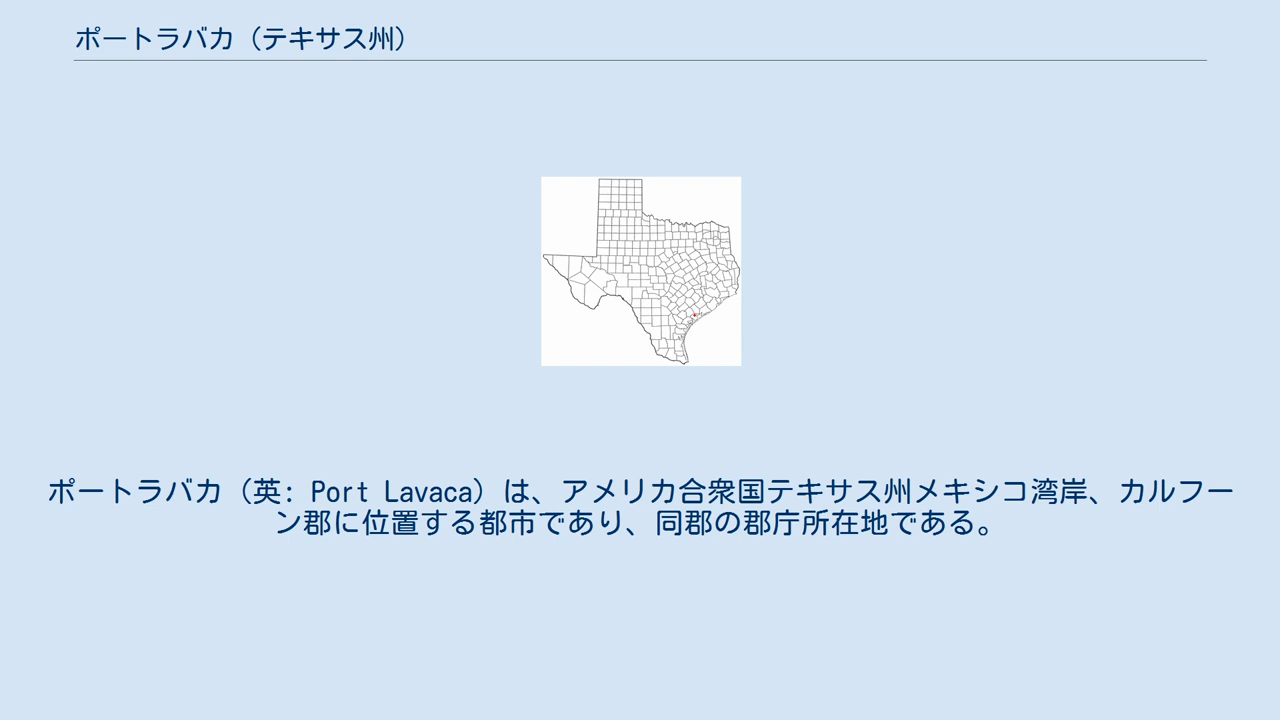 ポートラバカ（テキサス州）
ポートラバカ（英: Port Lavaca）は、アメリカ合衆国テキサス州メキシコ湾岸、カルフー
ン郡に位置する都市であり、同郡の郡庁所在地である。